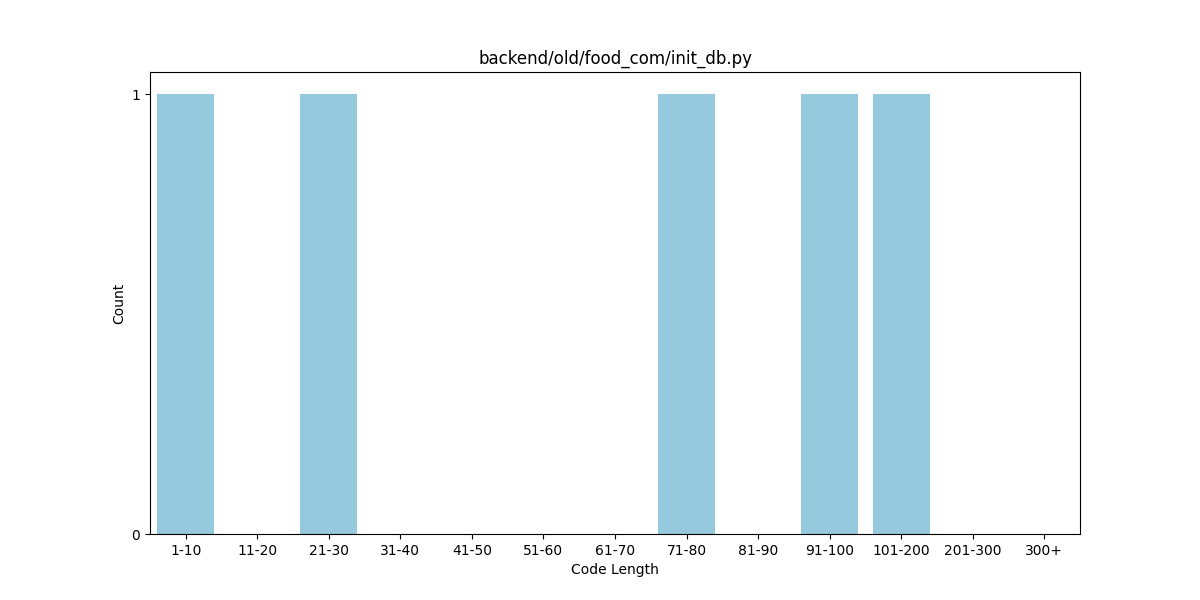 backend/old/food_com/init_db.py
1
Count
0
1-10 11-20 21-30 31-40 41-50 51-60 61-70 71-80 81-90 91-100 101-200 201-300 300+
Code Length